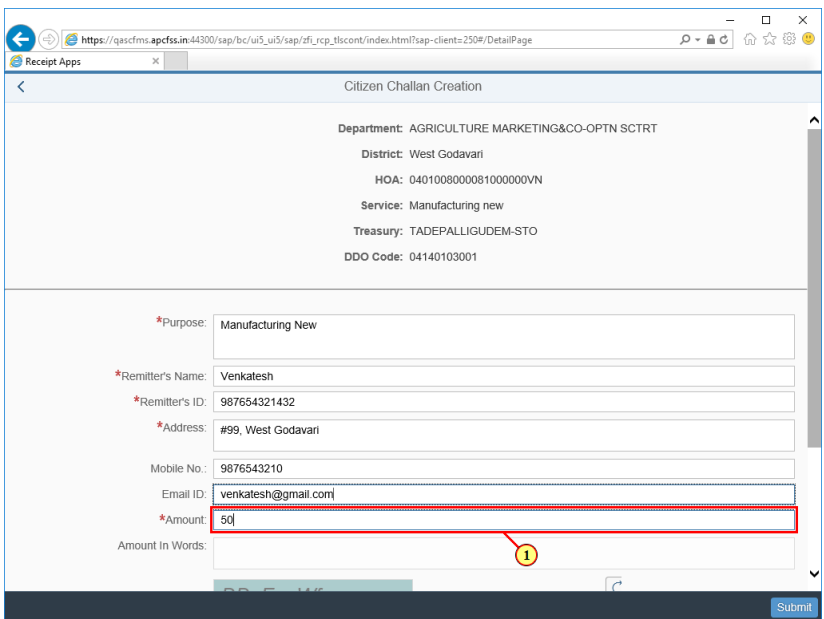 https://qascfms.apcfss.in:44300/sap/bc/ui5_ui5/sap/zfi_rcp_tlscont/index.html?sap-client=250#/DetailPage
Receipt Apps
Citizen Challan Creation
Department: AGRICULTURE MARKETING&CO-OPTN SCTRT
District: West Godavari
HOA: 0401008000081000000VN
Service: Manufacturing new
Treasury: TADEPALLIGUDEM-STO
DDO Code: 04140103001
*Purpose: Manufacturing New
*Remitter's Name: Venkatesh
*Remitter's ID: 987654321432
*Address: #99, West Godavari
Mobile No.: 9876543210
Email ID: venkatesh@gmail.com
*Amount: 50
Amount In Words:
1
Submit